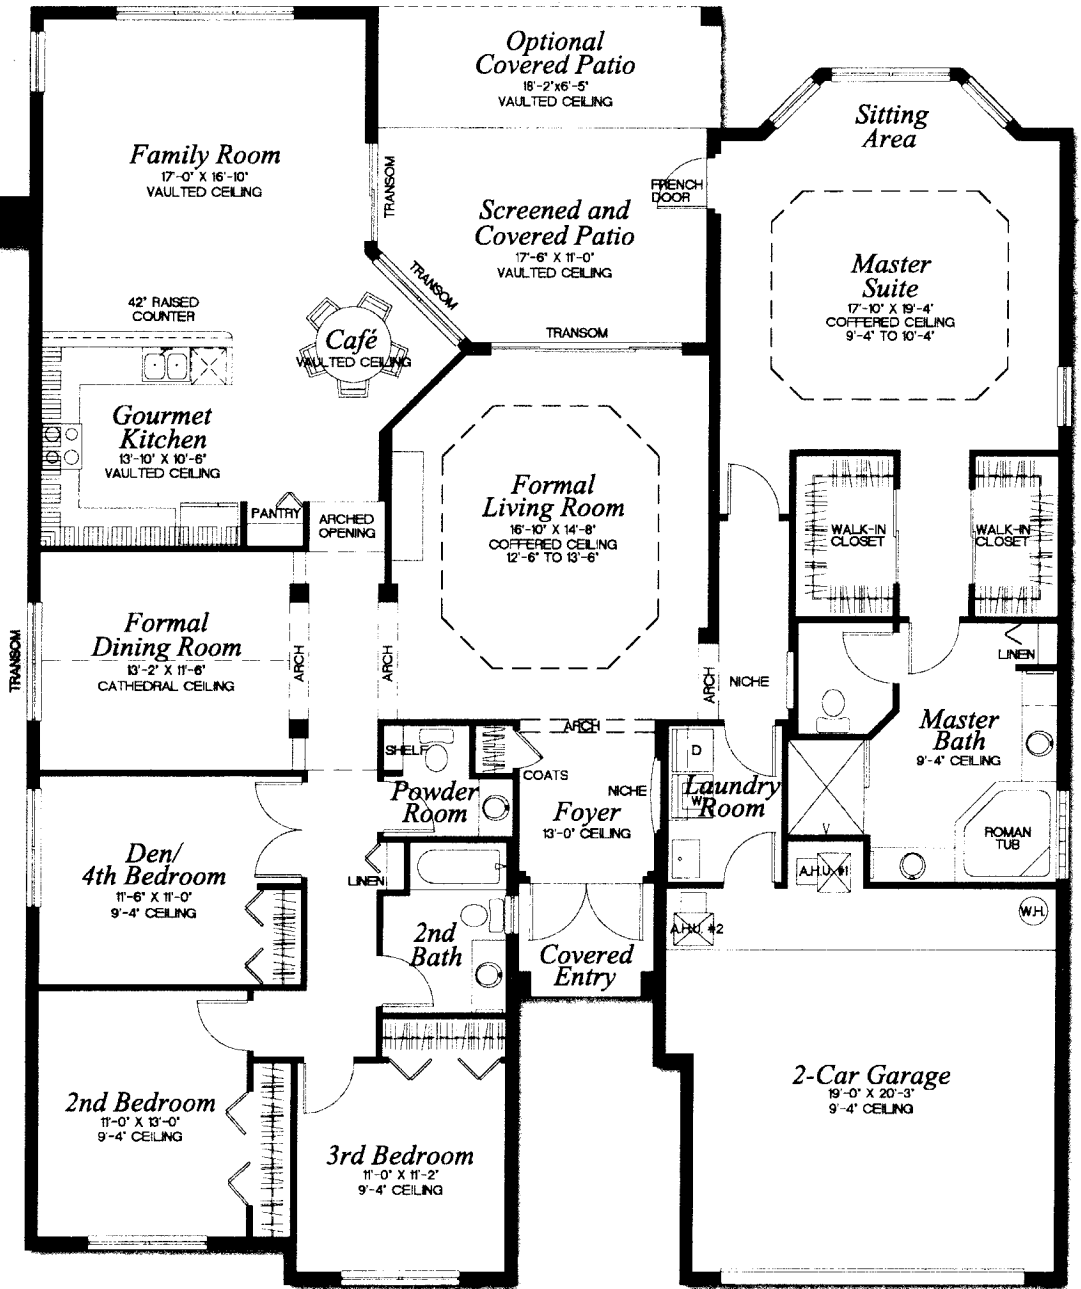 Optional
Covered Patio
18'-2"x6'-5"
VAULTED CEILING
Sitting
Area
Family Room
17'-0" X 16'-10"
VAULTED CEILING
TRANSOM
FRENCH
DOOR
Screened and
Covered Patio
17'-6" X 11'-0"
VAULTED CEILING
TRANSOM
TRANSOM
Master
Suite
17'-10" X 19'-4"
COFFERED CEILING
9'-4" TO 10'-4"
42" RAISED
COUNTER
Café
VAULTED CEILING
Gourmet
Kitchen
13'-10" X 10'-6"
VAULTED CEILING
PANTRY
ARCHED
OPENING
Formal
Living Room
16'-10" X 14'-8"
COFFERED CEILING
12'-6" TO 13'-6"
WALK-IN
CLOSET
WALK-IN
CLOSET
TRANSOM
Formal
Dining Room
13'-2" X 11'-6"
CATHEDRAL CEILING
ARCH
ARCH
ARCH
NICHE
LINEN
ARCH
Master
Bath
9'-4" CEILING
SHELF
COATS
Powder
Room
NICHE
Foyer
13'-0" CEILING
D
W
Laundry
Room
ROMAN
TUB
Den/
4th Bedroom
11'-6" X 11'-0"
9'-4" CEILING
LINEN
A.H.U. #1
W.H.
A.H.U. #2
2nd
Bath
Covered
Entry
2nd Bedroom
11'-0" X 13'-0"
9'-4" CEILING
3rd Bedroom
11'-0" X 11'-2"
9'-4" CEILING
2-Car Garage
19'-0" X 20'-3"
9'-4" CEILING